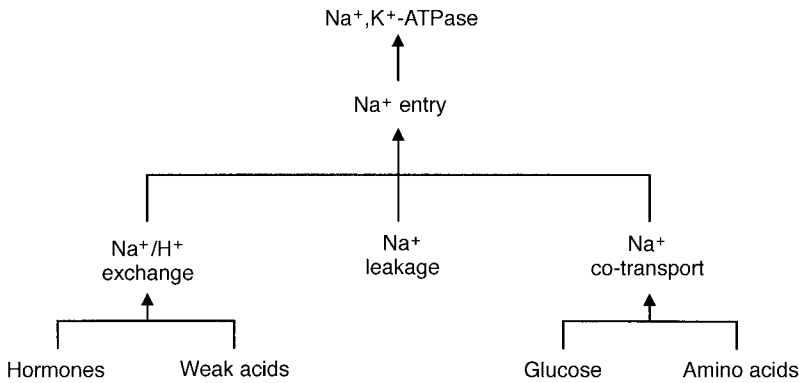 Na⁺,K⁺-ATPase
Na⁺ entry
Na⁺/H⁺
exchange
Na⁺
leakage
Na⁺
co-transport
Hormones
Weak acids
Glucose
Amino acids